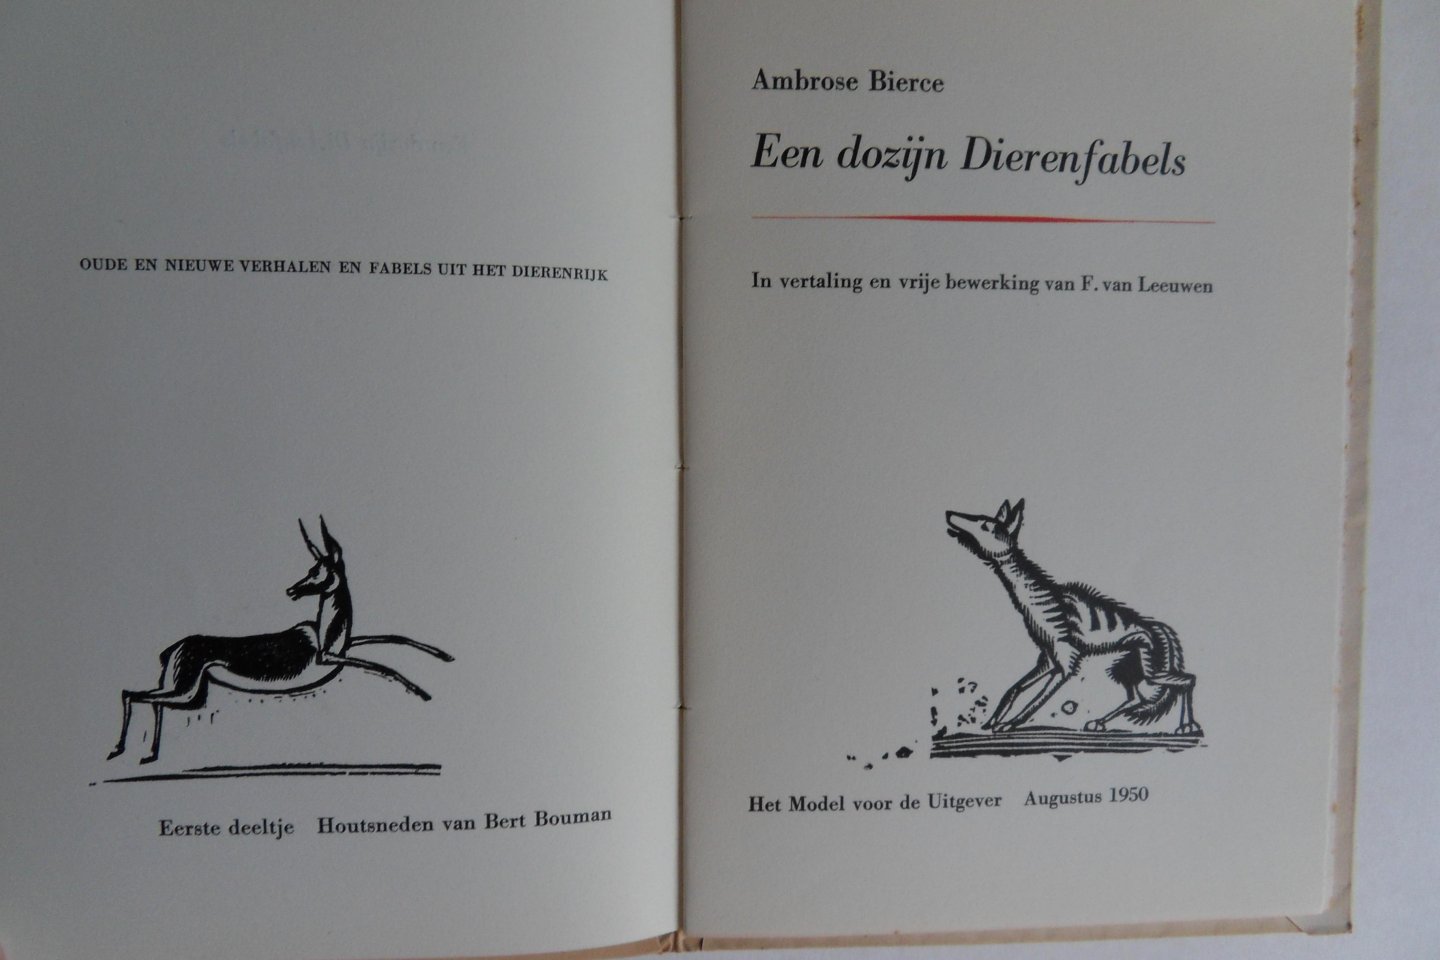 OUDE EN NIEUWE VERHALEN EN FABELS UIT HET DIERENRIJK
Eerste deeltje Houtsneden van Bert Bouman
Ambrose Bierce
Een dozijn Dierenfabels
In vertaling en vrije bewerking van F. van Leeuwen
Het Model voor de Uitgever Augustus 1950